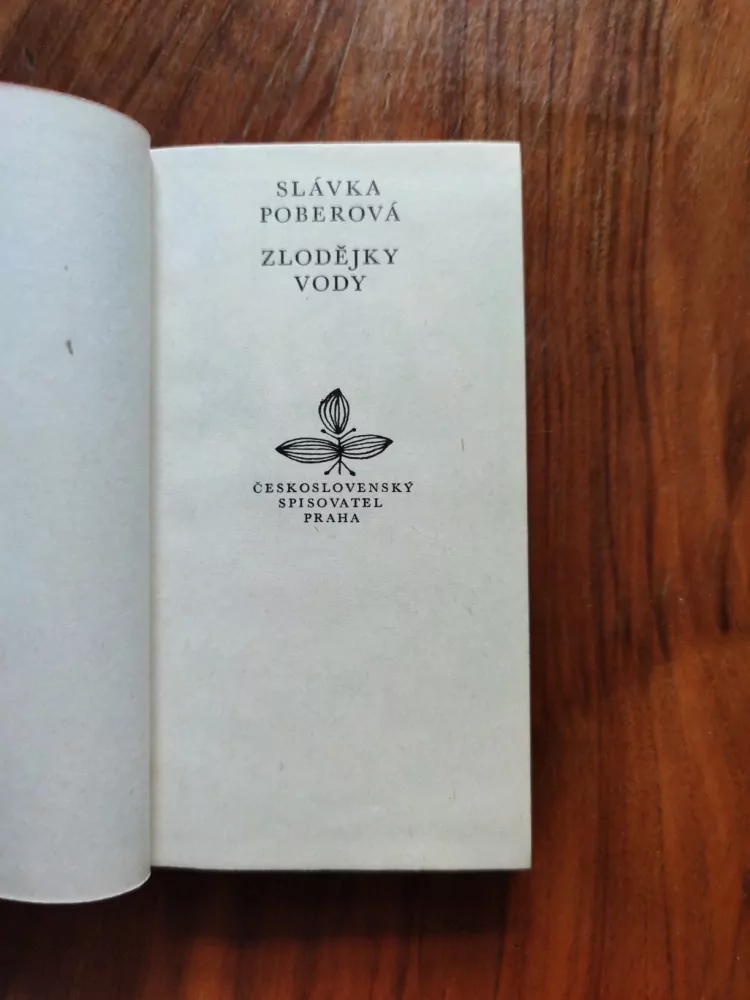 SLÁVKA
POBEROVÁ
ZLODĚJKY
VODY
ČESKOSLOVENSKÝ
SPISOVATEL
PRAHA